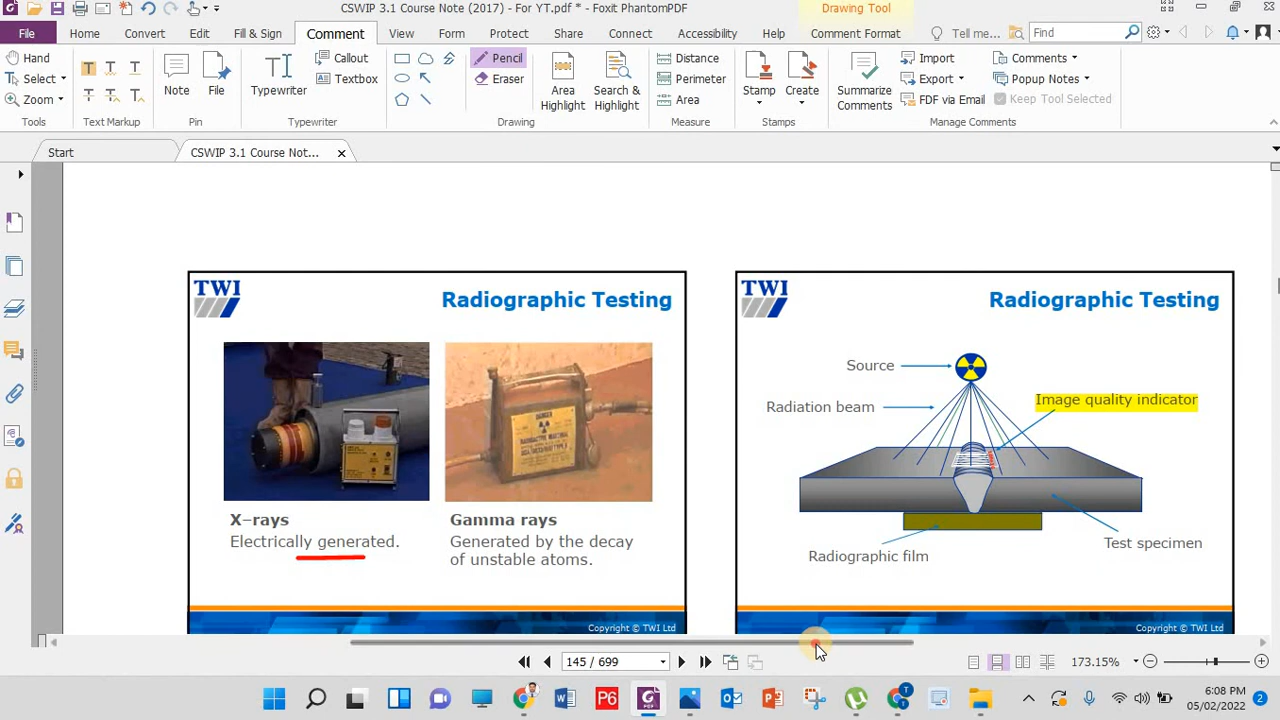 CSWIP 3.1 Course Note (2017) - For YT.pdf * - Foxit PhantomPDF
Drawing Tool
File
Home
Convert
Edit
Fill & Sign
Comment
View
Form
Protect
Share
Connect
Accessibility
Help
Comment Format
Tell me...
Find
Hand
Select
Zoom
Tools
Text Markup
Note
File
Pin
Typewriter
Callout
Textbox
Typewriter
Pencil
Eraser
Area
Highlight
Search &
Highlight
Drawing
Distance
Perimeter
Area
Measure
Stamp
Create
Stamps
Summarize
Comments
Import
Export
FDF via Email
Comments
Popup Notes
Keep Tool Selected
Manage Comments
Start
CSWIP 3.1 Course Not...
TWI
Radiographic Testing
DANGER
X-rays
Electrically generated.
Gamma rays
Generated by the decay
of unstable atoms.
Copyright © TWI Ltd
TWI
Radiographic Testing
Source
Radiation beam
Image quality indicator
Radiographic film
Test specimen
Copyright © TWI Ltd
145 / 699
173.15%
P6
T
6:08 PM
05/02/2022
2